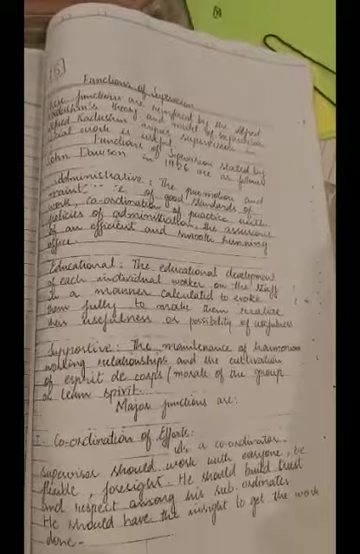 Functions of Supervision
These functions are reinforced by the Alfred
Kadushin's theory and model of Supervision
Alfred Kadushin argues supervision in
social work is useful.
Functions of Supervision stated by
John Dawson in 1926 are as follows
Administrative: The promotion and
of good standards of
work, co-ordination of practice with
policies of administration, the assurance
of an efficient and smooth running
office.
Educational: The educational development
of each individual worker on the staff
in a manner calculated to evoke
them fully to make them realize
their usefulness or possibility of usefulness
Supportive: The maintenance of harmonious
working relationships and the cultivation
of esprit de corps/morale of the group
or team spirit.
Major functions are:
1. Co-ordination of Efforts:
As a co-ordinator
supervisor should work with everyone, be
flexible, foresight. He should build trust
and respect among his sub-ordinates.
He should have the insight to get the work
done.